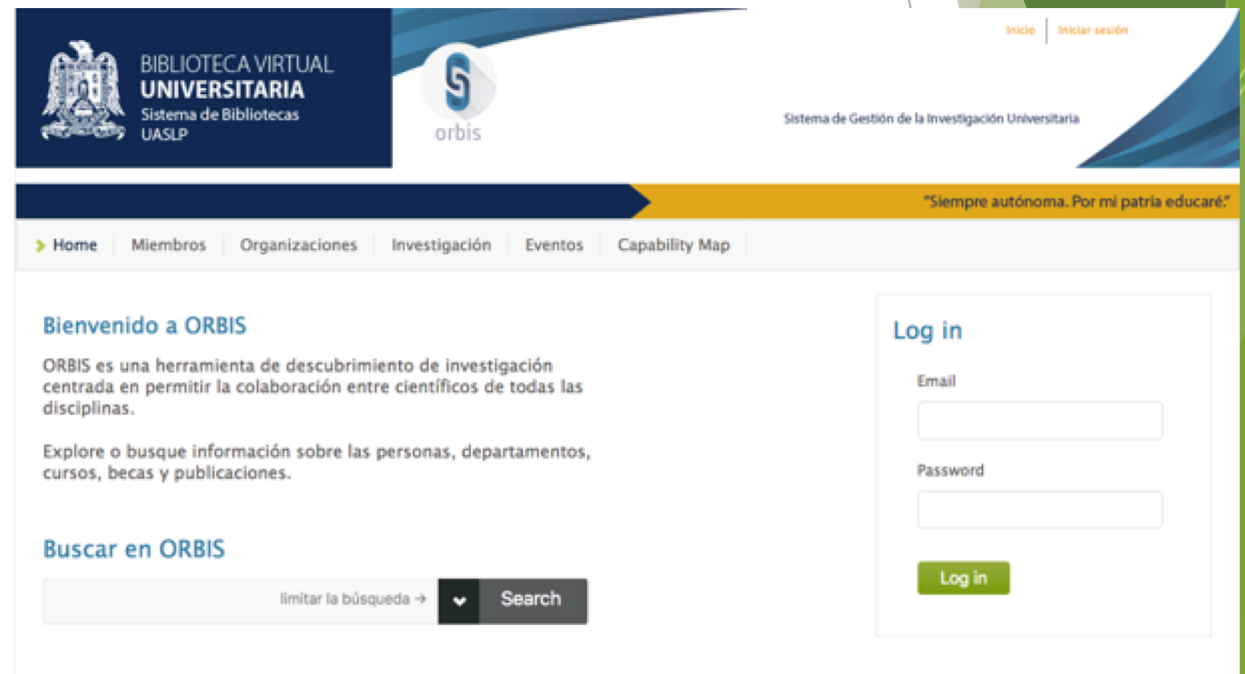 BIBLIOTECA VIRTUAL
UNIVERSITARIA
Sistema de Bibliotecas
UASLP
orbis
Inicio
Iniciar sesión
Sistema de Gestión de la Investigación Universitaria
"Siempre autónoma. Por mi patria educaré."
Home Miembros Organizaciones Investigación Eventos Capability Map
Bienvenido a ORBIS
ORBIS es una herramienta de descubrimiento de investigación
centrada en permitir la colaboración entre científicos de todas las
disciplinas.
Explore o busque información sobre las personas, departamentos,
cursos, becas y publicaciones.
Buscar en ORBIS
limitar la búsqueda → Search
Log in
Email
Password
Log in